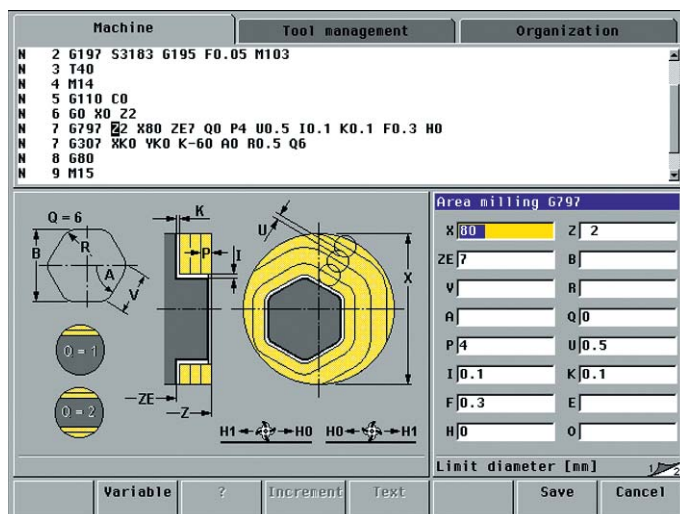 Machine Tool management Organization
N 2 G197 S3183 G195 F0.05 M103
N 3 T40
N 4 M14
N 5 G110 C0
N 6 G0 X0 Z2
N 7 G797 Z2 X80 ZE7 Q0 P4 U0.5 I0.1 K0.1 F0.3 H0
N 7 G307 XK0 YK0 K-60 A0 R0.5 Q6
N 8 G80
N 9 M15
Q = 6
B
R
A
V
Q = 1
Q = 2
K
P
I
ZE
Z
U
X
H1 H0 H0 H1
Area milling G797
X 80 Z 2
ZE 7 B
V R
A Q 0
P 4 U 0.5
I 0.1 K 0.1
F 0.3 E
H 0 O
Limit diameter [mm] 1 2
Variable ? Increment Text Save Cancel